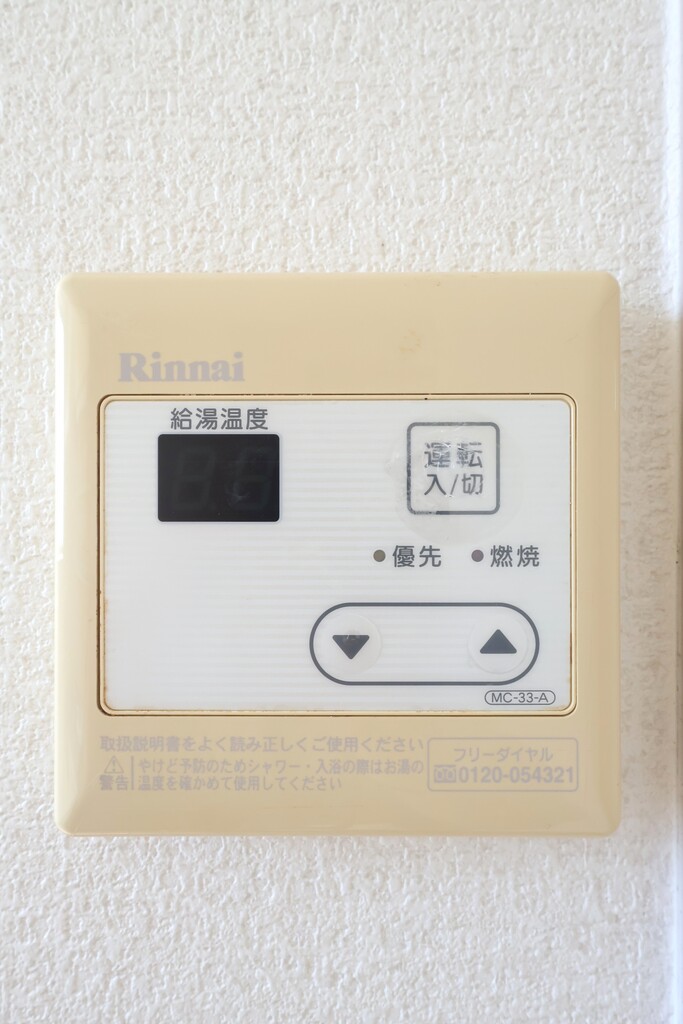 Rinnai
給湯温度
運転
入/切
優先 燃焼
MC-33-A
取扱説明書をよく読み正しくご使用ください
警告 やけど予防のためシャワー・入浴の際はお湯の
温度を確かめて使用してください
フリーダイヤル
0120-054321